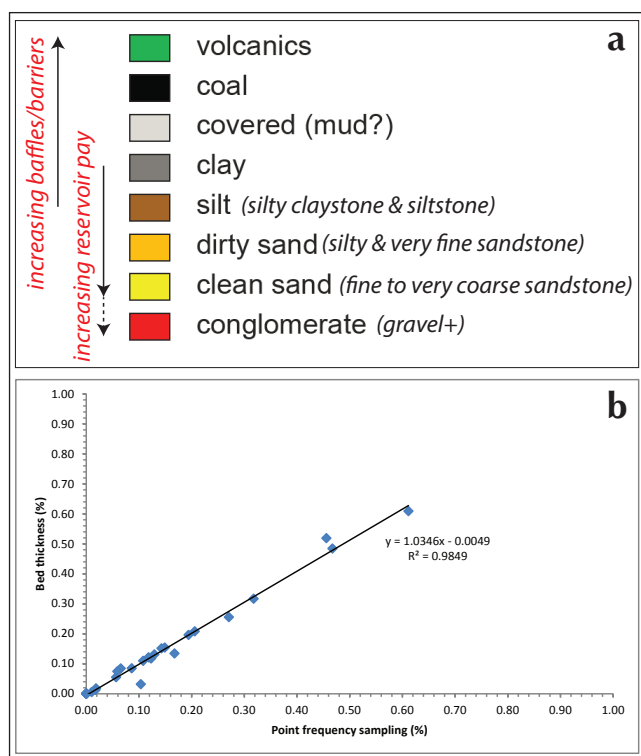 a
increasing baffles/barriers
increasing reservoir pay
volcanics
coal
covered (mud?)
clay
silt (silty claystone & siltstone)
dirty sand (silty & very fine sandstone)
clean sand (fine to very coarse sandstone)
conglomerate (gravel+)
b
Bed thickness (%)
1.00
0.90
0.80
0.70
0.60
0.50
0.40
0.30
0.20
0.10
0.00
y = 1.0346x - 0.0049
R² = 0.9849
0.00 0.10 0.20 0.30 0.40 0.50 0.60 0.70 0.80 0.90 1.00
Point frequency sampling (%)